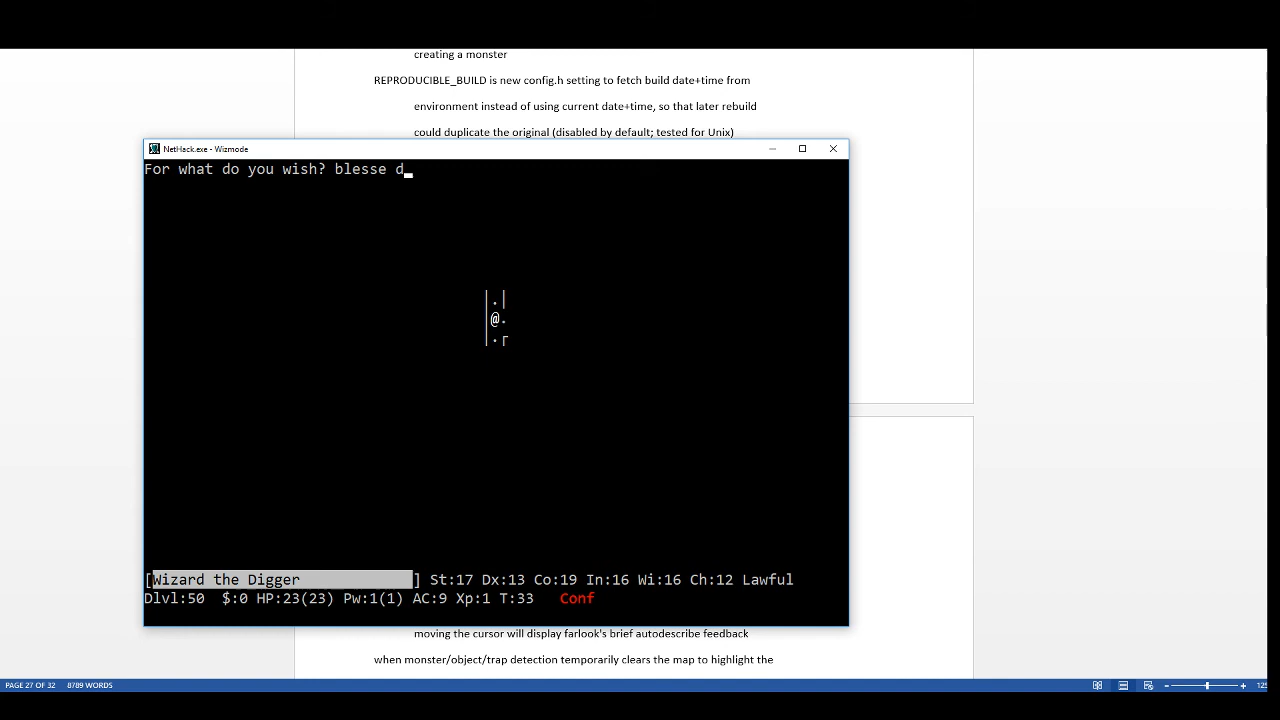 creating a monster
REPRODUCIBLE_BUILD is new config.h setting to fetch build date+time from
environment instead of using current date+time, so that later rebuild
could duplicate the original (disabled by default; tested for Unix)
NetHack.exe - Wizmode
For what do you wish? blesse d_
|.|
|@.
|.┌
[Wizard the Digger ] St:17 Dx:13 Co:19 In:16 Wi:16 Ch:12 Lawful
Dlvl:50 $:0 HP:23(23) Pw:1(1) AC:9 Xp:1 T:33 Conf
moving the cursor will display farlook's brief autodescribe feedback
when monster/object/trap detection temporarily clears the map to highlight the
PAGE 27 OF 32 8789 WORDS